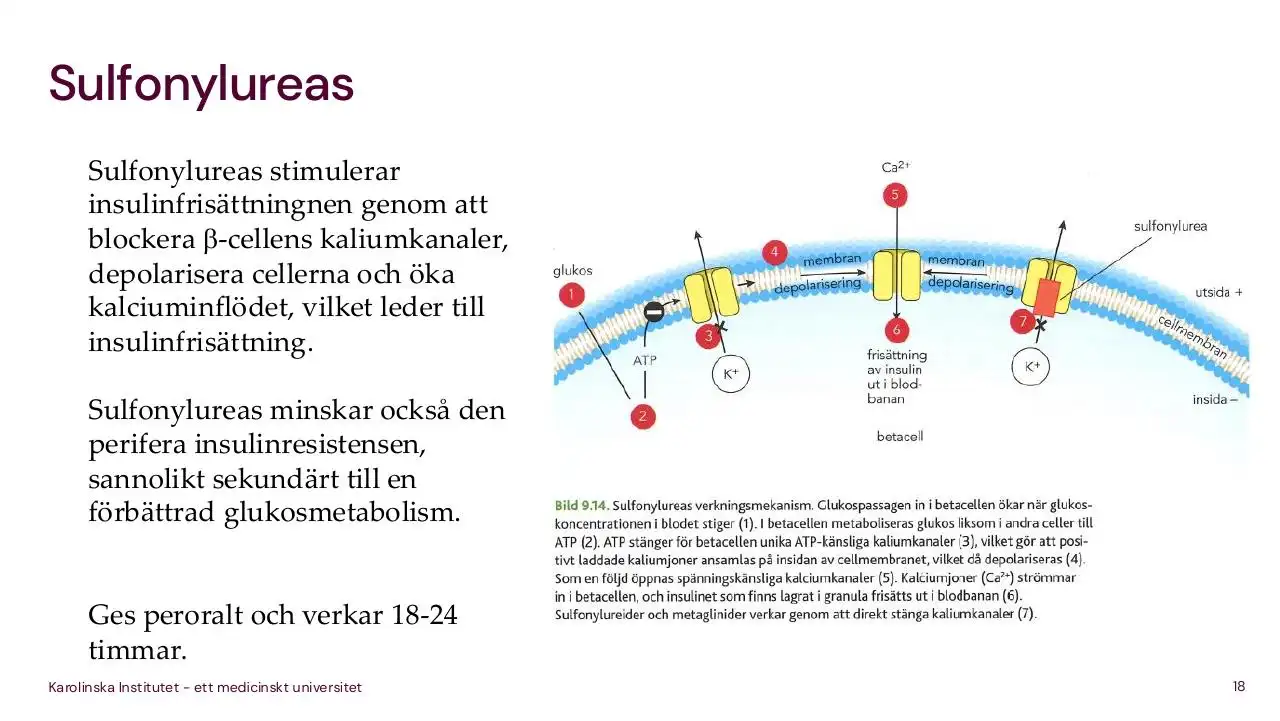 Sulfonylureas
Sulfonylureas stimulerar
insulinfrisättningnen genom att
blockera β-cellens kaliumkanaler,
depolarisera cellerna och öka
kalciuminflödet, vilket leder till
insulinfrisättning.
Sulfonylureas minskar också den
perifera insulinresistensen,
sannolikt sekundärt till en
förbättrad glukosmetabolism.
Ges peroralt och verkar 18-24
timmar.
Ca²⁺
5
sulfonylurea
4
membran
membran
glukos
depolarisering
depolarisering
utsida +
1
7
cellmembran
3
6
ATP
K⁺
frisättning
av insulin
ut i blod-
banan
K⁺
insida –
2
betacell
Bild 9.14. Sulfonylureas verkningsmekanism. Glukospassagen in i betacellen ökar när glukos-
koncentrationen i blodet stiger (1). I betacellen metaboliseras glukos liksom i andra celler till
ATP (2). ATP stänger för betacellen unika ATP-känsliga kaliumkanaler (3), vilket gör att posi-
tivt laddade kaliumjoner ansamlas på insidan av cellmembranet, vilket då depolariseras (4).
Som en följd öppnas spänningskänsliga kalciumkanaler (5). Kalciumjoner (Ca²⁺) strömmar
in i betacellen, och insulinet som finns lagrat i granula frisätts ut i blodbanan (6).
Sulfonylureider och metaglinider verkar genom att direkt stänga kaliumkanaler (7).
Karolinska Institutet - ett medicinskt universitet
18